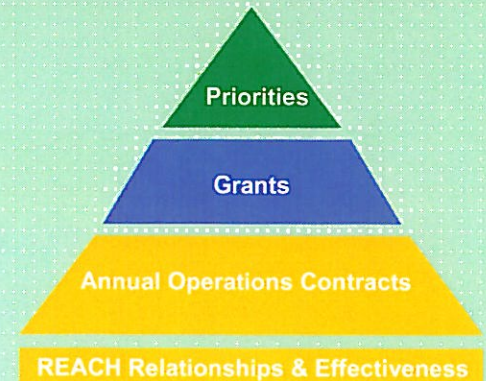 Priorities
Grants
Annual Operations Contracts
REACH Relationships & Effectiveness